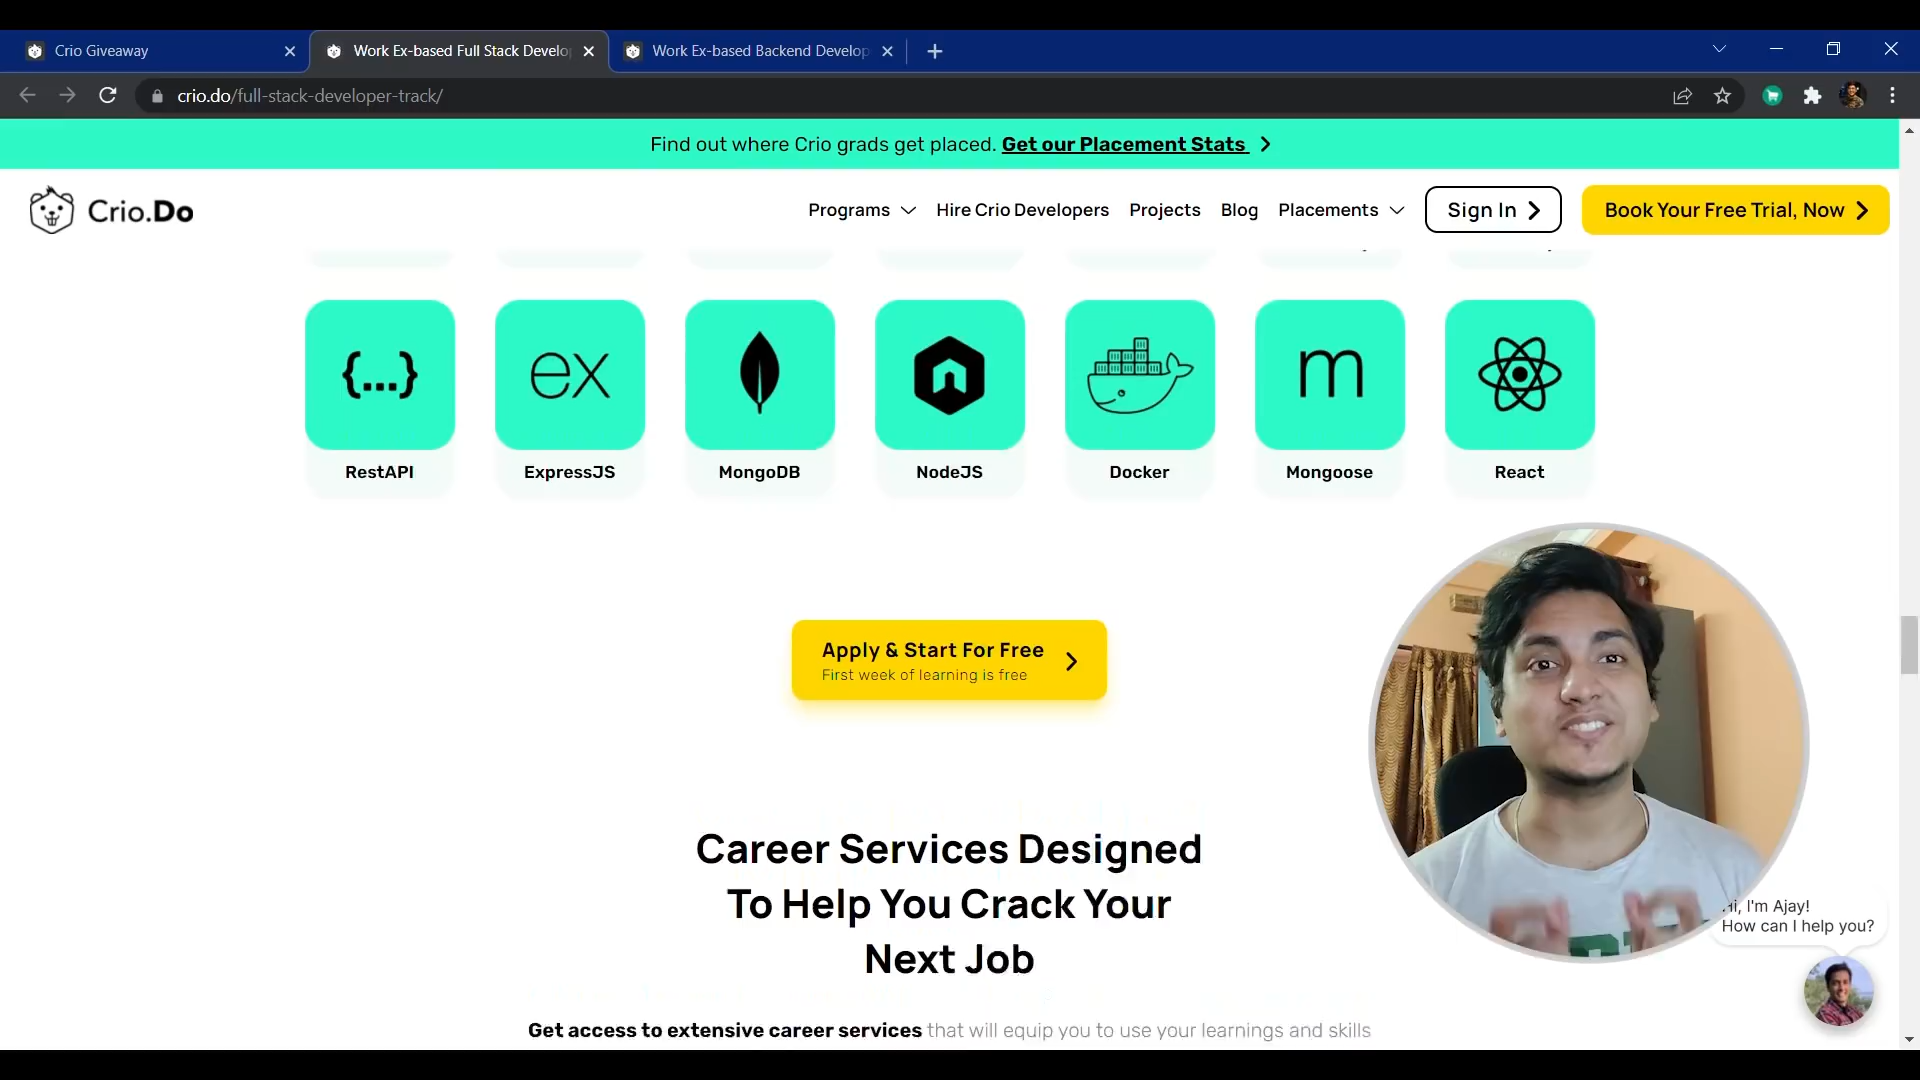 Crio Giveaway
Work Ex-based Full Stack Develo
Work Ex-based Backend Develop
crio.do/full-stack-developer-track/
Find out where Crio grads get placed. Get our Placement Stats
Crio.Do
Programs
Hire Crio Developers
Projects
Blog
Placements
Sign In
Book Your Free Trial, Now
{...}
ex
m
RestAPI
ExpressJS
MongoDB
NodeJS
Docker
Mongoose
React
Apply & Start For Free
First week of learning is free
Career Services Designed
To Help You Crack Your
Next Job
Get access to extensive career services that will equip you to use your learnings and skills
Hi, I'm Ajay!
How can I help you?